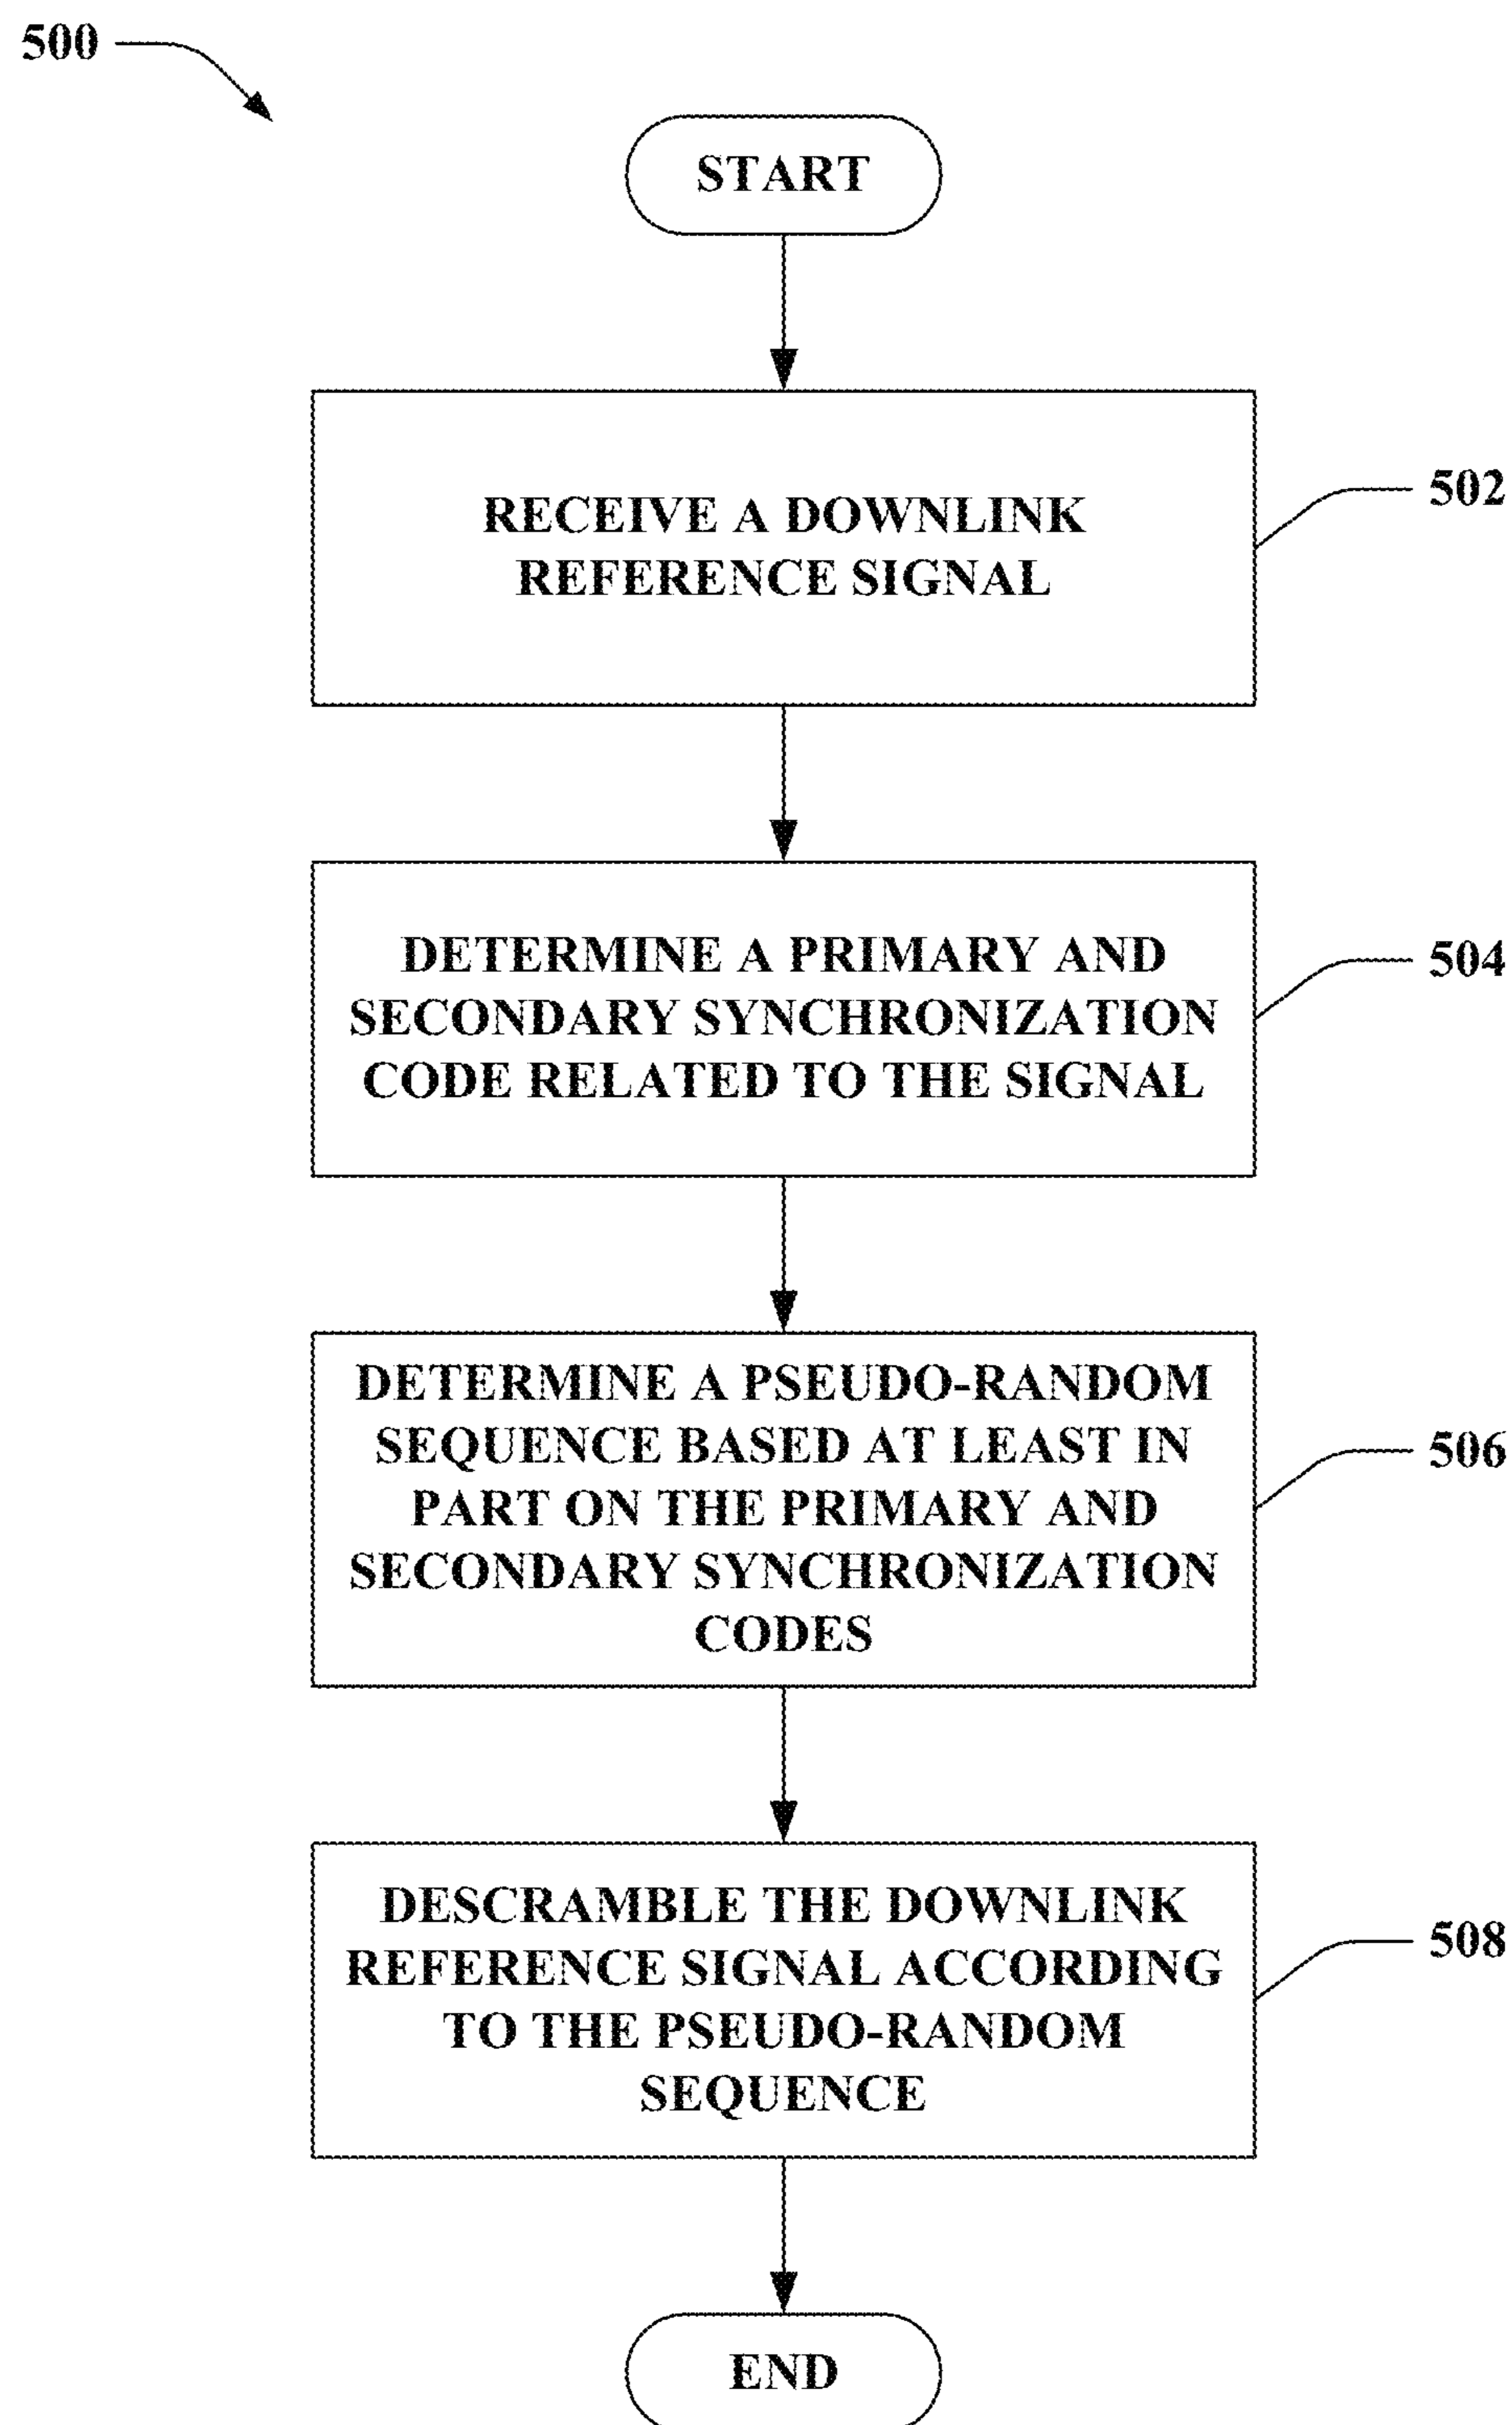 500
START
RECEIVE A DOWNLINK
REFERENCE SIGNAL
502
DETERMINE A PRIMARY AND
SECONDARY SYNCHRONIZATION
CODE RELATED TO THE SIGNAL
504
DETERMINE A PSEUDO-RANDOM
SEQUENCE BASED AT LEAST IN
PART ON THE PRIMARY AND
SECONDARY SYNCHRONIZATION
CODES
506
DESCRAMBLE THE DOWNLINK
REFERENCE SIGNAL ACCORDING
TO THE PSEUDO-RANDOM
SEQUENCE
508
END